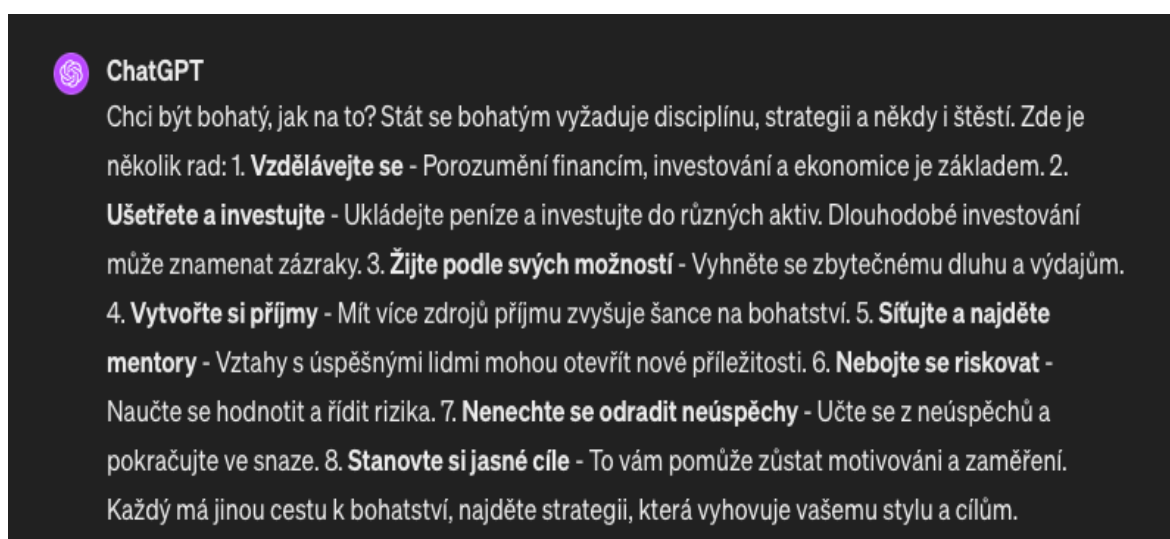 ChatGPT
Chci být bohatý, jak na to? Stát se bohatým vyžaduje disciplínu, strategii a někdy i štěstí. Zde je
několik rad: 1. Vzdělávejte se - Porozumění financím, investování a ekonomice je základem. 2.
Ušetřete a investujte - Ukládejte peníze a investujte do různých aktiv. Dlouhodobé investování
může znamenat zázraky. 3. Žijte podle svých možností - Vyhněte se zbytečnému dluhu a výdajům.
4. Vytvořte si příjmy - Mít více zdrojů příjmu zvyšuje šance na bohatství. 5. Síťujte a najděte
mentory - Vztahy s úspěšnými lidmi mohou otevřít nové příležitosti. 6. Nebojte se riskovat -
Naučte se hodnotit a řídit rizika. 7. Nenechte se odradit neúspěchy - Učte se z neúspěchů a
pokračujte ve snaze. 8. Stanovte si jasné cíle - To vám pomůže zůstat motivováni a zaměření.
Každý má jinou cestu k bohatství, najděte strategii, která vyhovuje vašemu stylu a cílům.